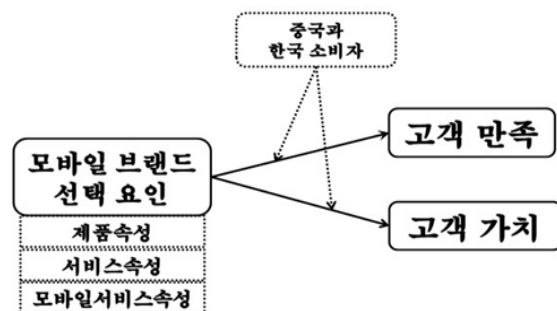 중국과
한국 소비자
고객 만족
모바일 브랜드
선택 요인
고객 가치
제품속성
서비스속성
모바일서비스속성